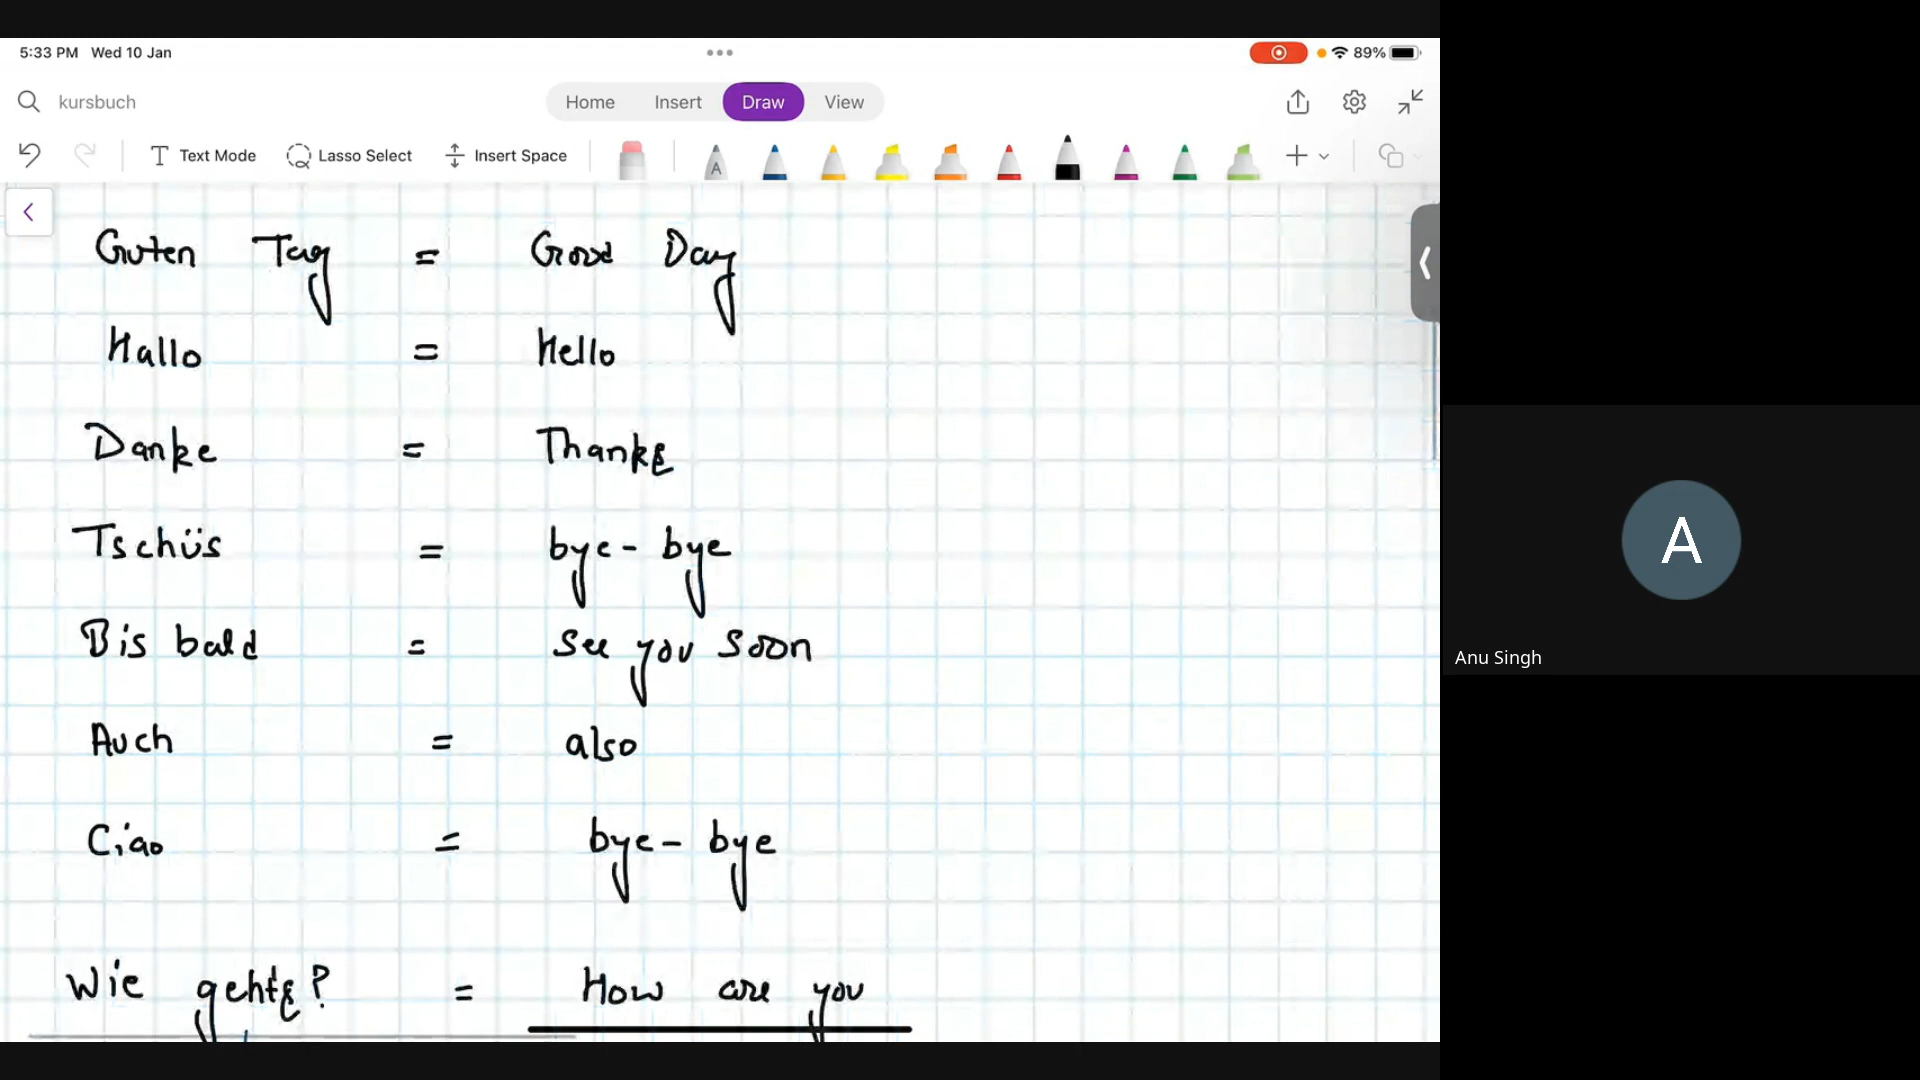 5:33 PM Wed 10 Jan 89%
kursbuch Home Insert Draw View
Text Mode Lasso Select Insert Space A
Guten Tag = Good Day
Hallo = Hello
Danke = Thanks
Tschüs = bye - bye
Bis bald = See you soon
Auch = also
Ciao = bye - bye
Wie gehts? = How are you
A
Anu Singh